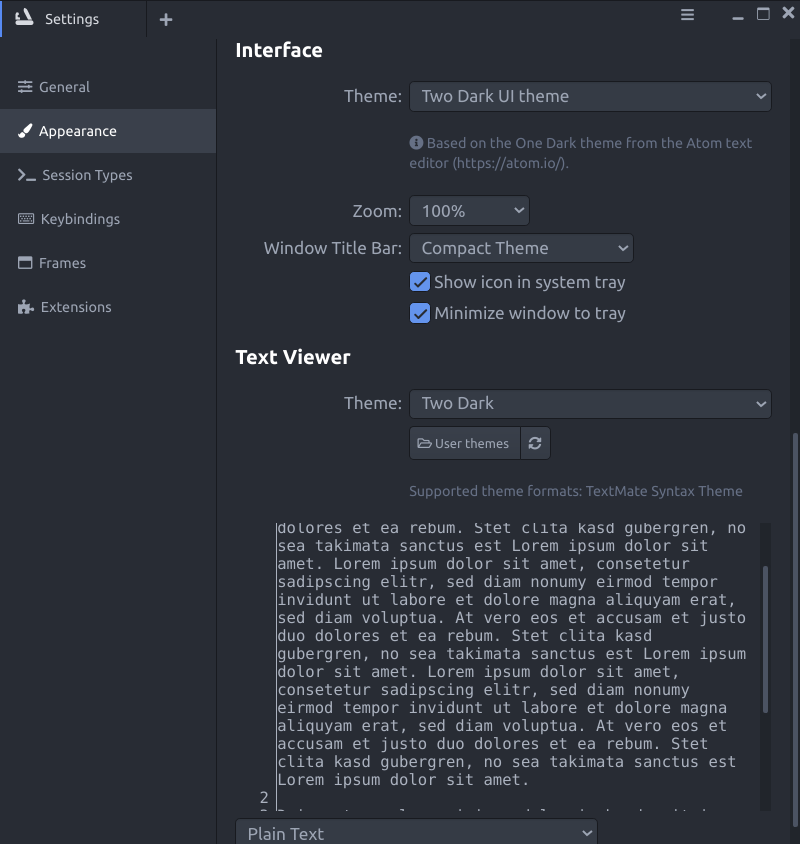 Settings
General
Appearance
Session Types
Keybindings
Frames
Extensions
Interface
Theme: Two Dark UI theme
Based on the One Dark theme from the Atom text
editor (https://atom.io/).
Zoom: 100%
Window Title Bar: Compact Theme
Show icon in system tray
Minimize window to tray
Text Viewer
Theme: Two Dark
User themes
Supported theme formats: TextMate Syntax Theme
dolores et ea rebum. Stet clita kasd gubergren, no
sea takimata sanctus est Lorem ipsum dolor sit
amet. Lorem ipsum dolor sit amet, consetetur
sadipscing elitr, sed diam nonumy eirmod tempor
invidunt ut labore et dolore magna aliquyam erat,
sed diam voluptua. At vero eos et accusam et justo
duo dolores et ea rebum. Stet clita kasd
gubergren, no sea takimata sanctus est Lorem ipsum
dolor sit amet. Lorem ipsum dolor sit amet,
consetetur sadipscing elitr, sed diam nonumy
eirmod tempor invidunt ut labore et dolore magna
aliquyam erat, sed diam voluptua. At vero eos et
accusam et justo duo dolores et ea rebum. Stet
clita kasd gubergren, no sea takimata sanctus est
Lorem ipsum dolor sit amet.
2
Plain Text